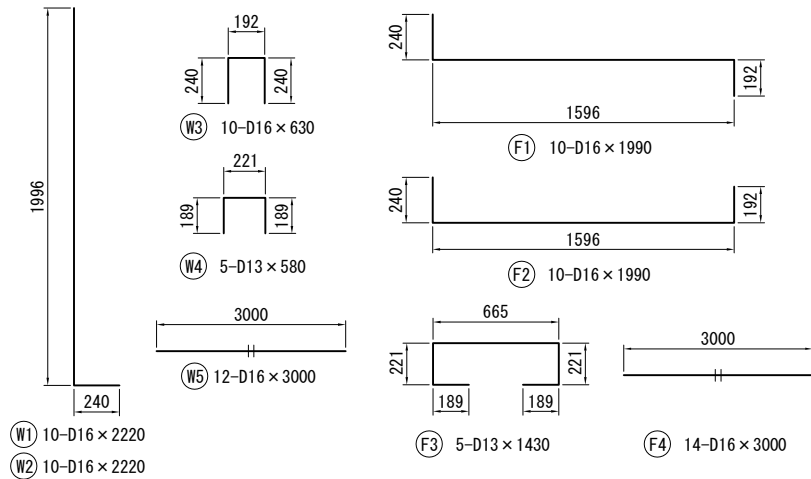 1996
240
W1 10-D16×2220
W2 10-D16×2220
192
240
240
W3 10-D16×630
221
189
189
W4 5-D13×580
3000
W5 12-D16×3000
240
192
1596
F1 10-D16×1990
240
192
1596
F2 10-D16×1990
665
221
221
189
189
F3 5-D13×1430
3000
F4 14-D16×3000